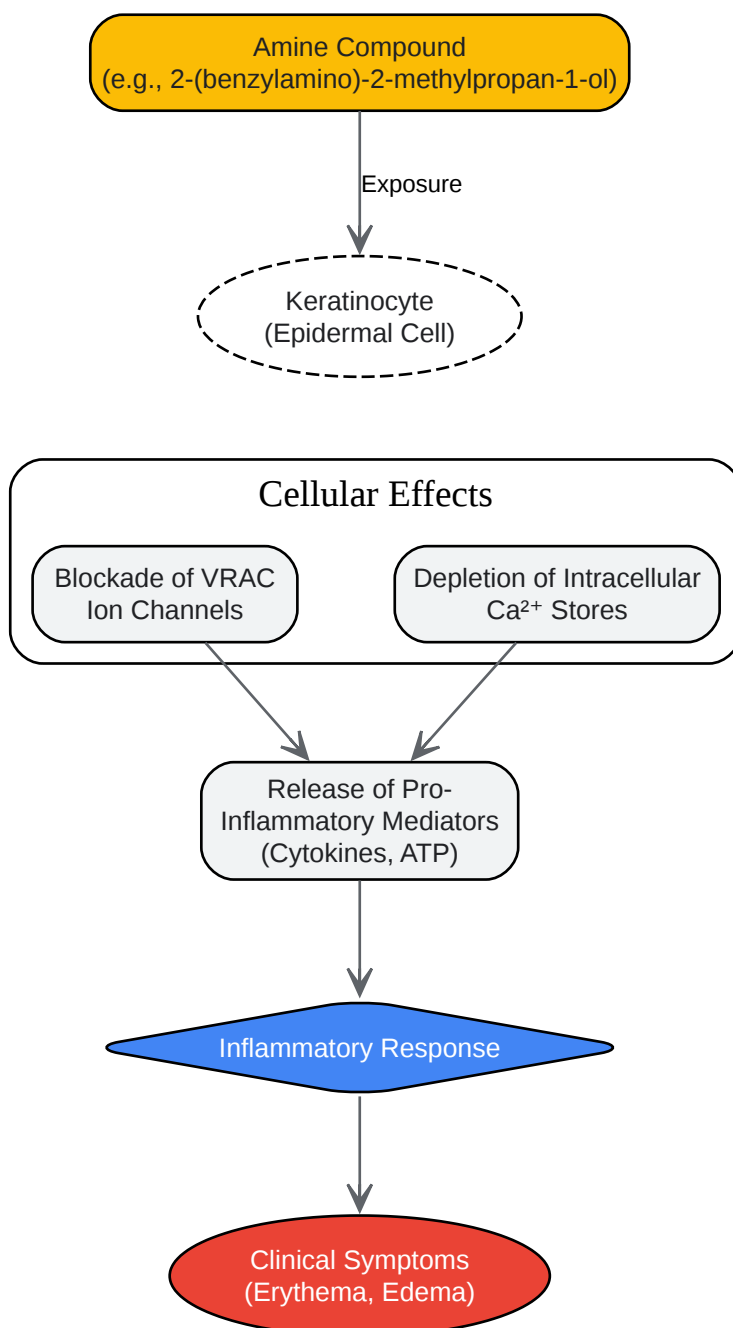 Amine Compound
(e.g., 2-(benzylamino)-2-methylpropan-1-ol)
Exposure
Keratinocyte
(Epidermal Cell)
Cellular Effects
Blockade of VRAC
Ion Channels
Depletion of Intracellular
Ca²⁺ Stores
Release of Pro-
Inflammatory Mediators
(Cytokines, ATP)
Inflammatory Response
Clinical Symptoms
(Erythema, Edema)